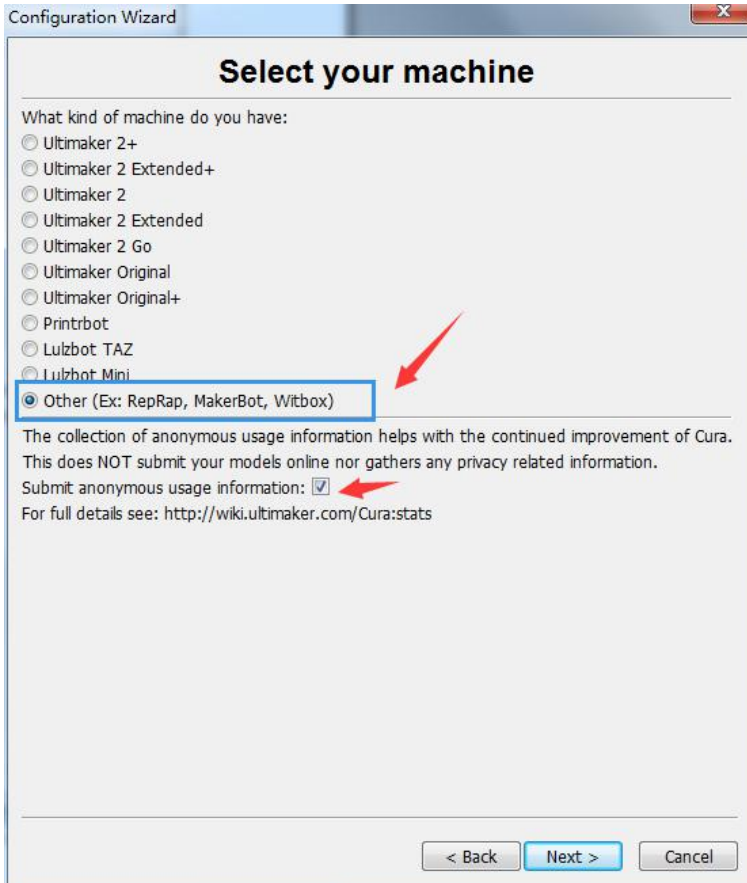 Configuration Wizard
Select your machine
What kind of machine do you have:
Ultimaker 2+
Ultimaker 2 Extended+
Ultimaker 2
Ultimaker 2 Extended
Ultimaker 2 Go
Ultimaker Original
Ultimaker Original+
Printrbot
Lulzbot TAZ
Lulzbot Mini
Other (Ex: RepRap, MakerBot, Witbox)
The collection of anonymous usage information helps with the continued improvement of Cura.
This does NOT submit your models online nor gathers any privacy related information.
Submit anonymous usage information:
For full details see: http://wiki.ultimaker.com/Cura:stats
< Back Next > Cancel